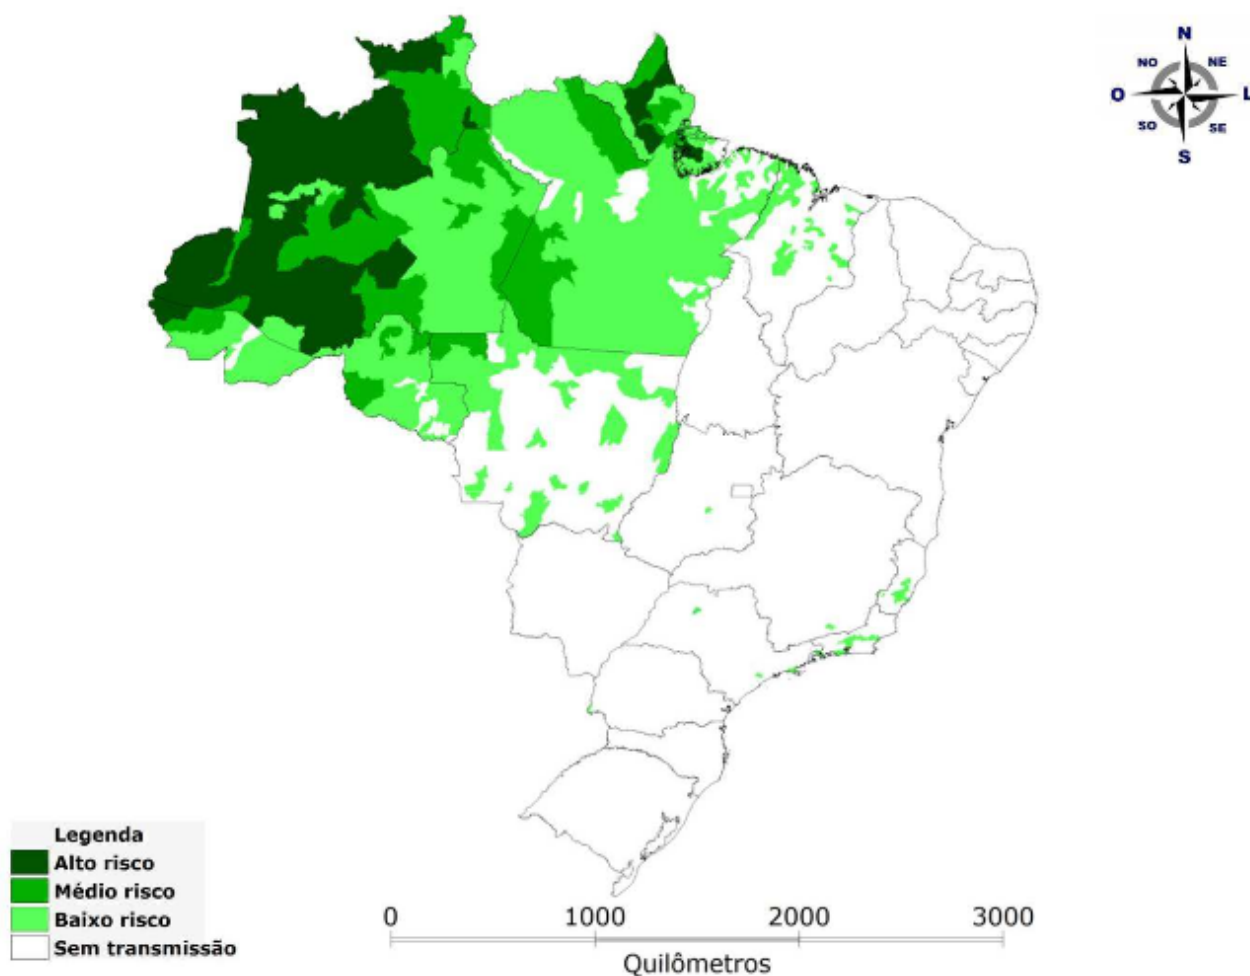 N
NO NE
O L
SO SE
S
Legenda
Alto risco
Médio risco
Baixo risco
Sem transmissão
0 1000 2000 3000
Quilômetros